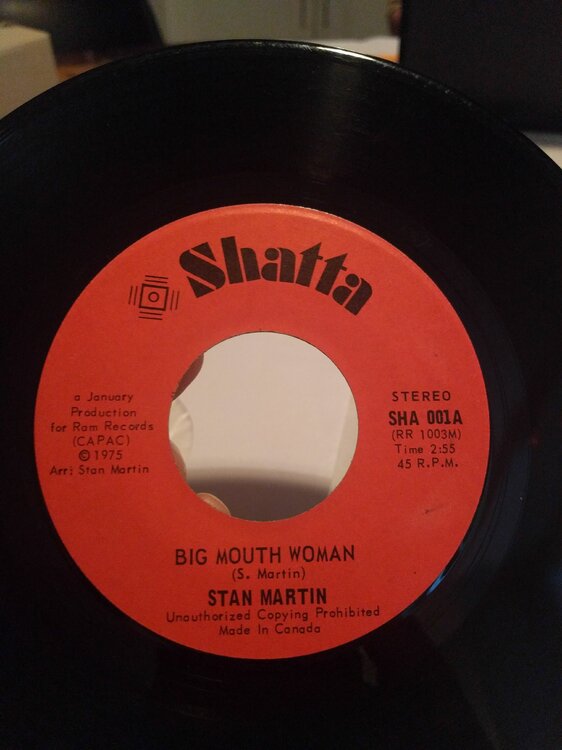 Shatta
a January
Production
for Ram Records
(CAPAC)
© 1975
Arr: Stan Martin
STEREO
SHA 001A
(RR 1003M)
Time 2:55
45 R.P.M.
BIG MOUTH WOMAN
(S. Martin)
STAN MARTIN
Unauthorized Copying Prohibited
Made In Canada